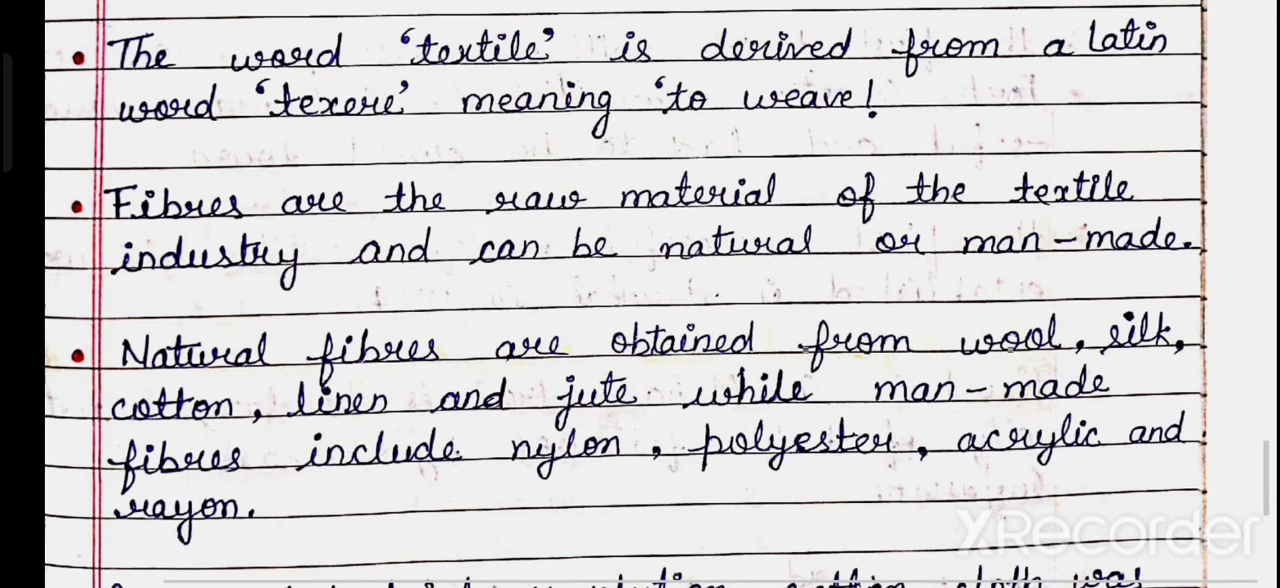 • The word 'textile' is derived from a latin
word 'texere' meaning 'to weave!
• Fibres are the raw material of the textile
industry and can be natural or man-made.
• Natural fibres are obtained from wool, silk,
cotton, linen and jute while man-made
fibres include nylon, polyester, acrylic and
rayon.
XRecorder